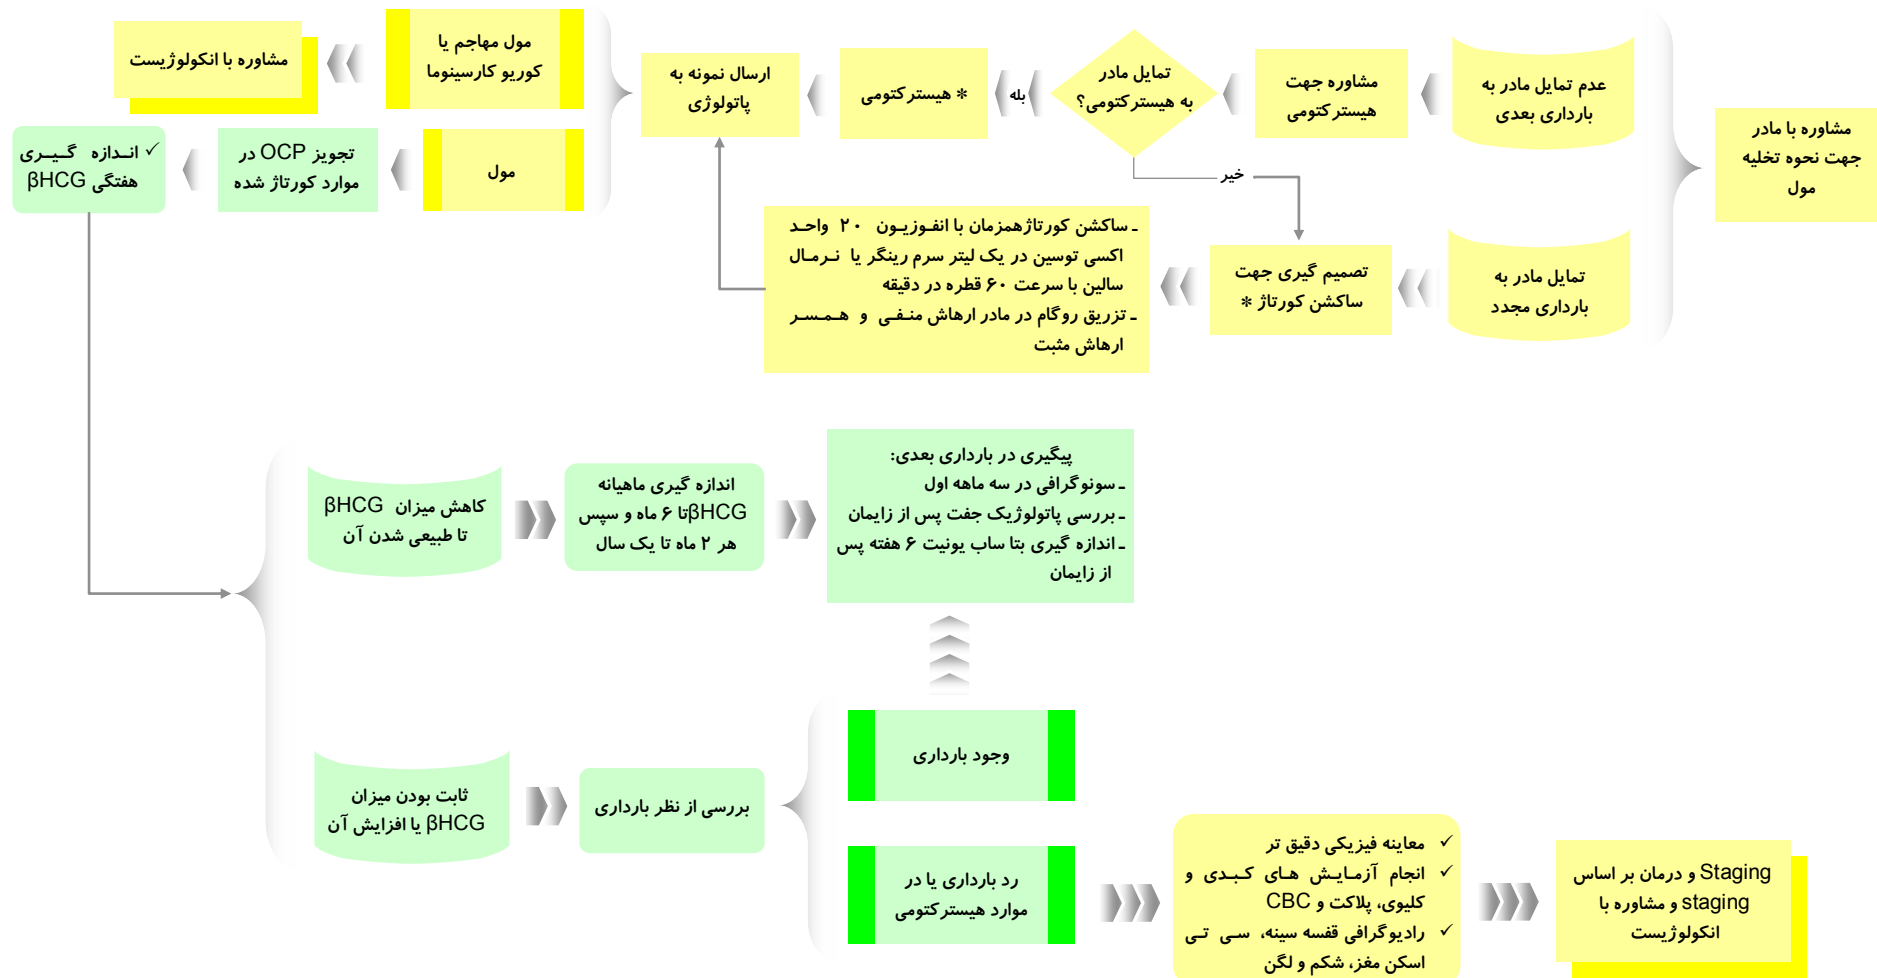 مشاوره با مادر
جهت نحوه تخلیه
مول
عدم تمایل مادر به
بارداری بعدی
مشاوره جهت
هیسترکتومی
تمایل مادر
به هیسترکتومی؟
بله
خیر
* هیسترکتومی
ارسال نمونه به
پاتولوژی
تمایل مادر به
بارداری مجدد
تصمیم گیری جهت
ساکشن کورتاژ *
ـ ساکشن کورتاژهمزمان با انفوزیون ۲۰ واحد
اکسی توسین در یک لیتر سرم رینگر یا نرمال
سالین با سرعت ۶۰ قطره در دقیقه
ـ تزریق روگام در مادر ارهاش منفی و همسر
ارهاش مثبت
مول مهاجم یا
کوریو کارسینوما
مشاوره با انکولوژیست
مول
تجویز OCP در
موارد کورتاژ شده
✓ اندازه گیری
هفتگی βHCG
کاهش میزان βHCG
تا طبیعی شدن آن
اندازه گیری ماهیانه
βHCGتا ۶ ماه و سپس
هر ۲ ماه تا یک سال
پیگیری در بارداری بعدی:
ـ سونوگرافی در سه ماهه اول
ـ بررسی پاتولوژیک جفت پس از زایمان
ـ اندازه گیری بتا ساب یونیت ۶ هفته پس
از زایمان
ثابت بودن میزان
βHCG یا افزایش آن
بررسی از نظر بارداری
وجود بارداری
رد بارداری یا در
موارد هیسترکتومی
✓ معاینه فیزیکی دقیق تر
✓ انجام آزمایش های کبدی و
کلیوی، پلاکت و CBC
✓ رادیوگرافی قفسه سینه، سی تی
اسکن مغز، شکم و لگن
Staging و درمان بر اساس
staging و مشاوره با
انکولوژیست